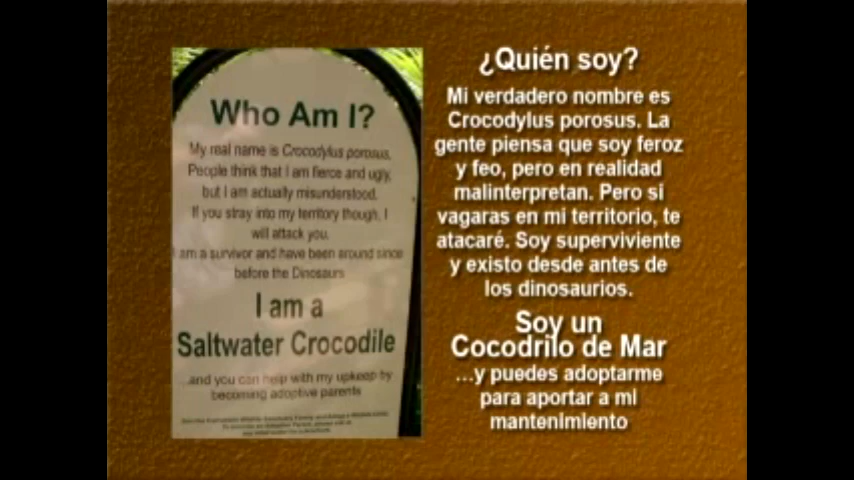 Who Am I?
My real name is Crocodylus porosus.
People think that I am fierce and ugly,
but I am actually misunderstood.
If you stray into my territory though, I
will attack you.
I am a survivor and have been around since
before the Dinosaurs
I am a
Saltwater Crocodile
...and you can help with my upkeep by
becoming adoptive parents
¿Quién soy?
Mi verdadero nombre es
Crocodylus porosus. La
gente piensa que soy feroz
y feo, pero en realidad
malinterpretan. Pero si
vagaras en mi territorio, te
atacaré. Soy superviviente
y existo desde antes de
los dinosaurios.
Soy un
Cocodrilo de Mar
...y puedes adoptarme
para aportar a mi
mantenimiento